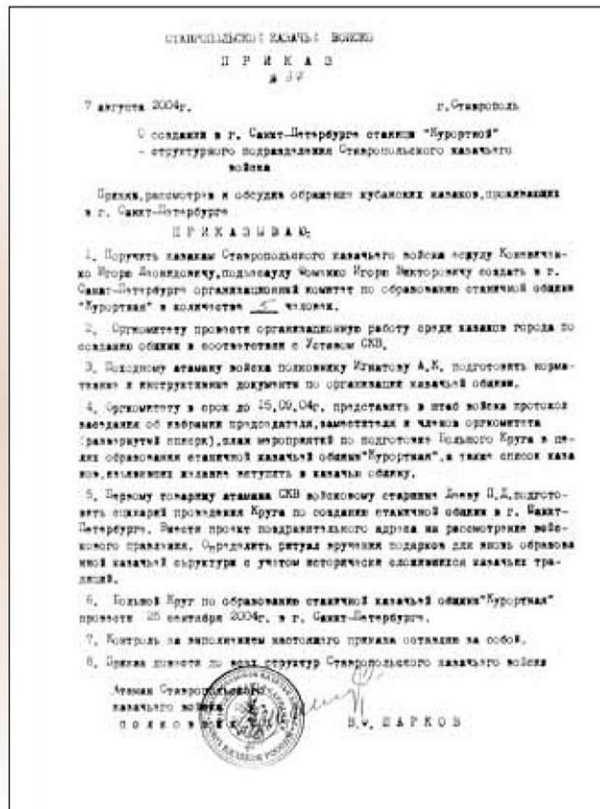 СТАВРОПОЛЬСКОЕ КАЗАЧЬЕ ВОЙСКО
П Р И К А З
№ 37
7 августа 2004г. г.Ставрополь
О создании в г. Санкт-Петербурге станицы "Курортной"
- структурного подразделения Ставропольского казачьего
войска
рассмотрев и обсудив обращение кубанских казаков,проживающих
в г. Санкт-Петербурге
П Р И К А З Ы В А Ю:
1. Поручить казакам Ставропольского казачьего войска есаулу
Игорю Леонидовичу,подъесаулу Фоменко Игорю Викторовичу создать в г.
Санкт-Петербурге организационный комитет по образованию станичной общины
"Курортная" в количестве 5 человек.
2. Оргкомитету провести организационную работу среди казаков города по
созданию общины в соответствии с Уставом СКВ.
3. Походному атаману войска полковнику Игнатову А.К. подготовить норма-
тивные и инструктивные документы по организации казачьей общины.
4. Оргкомитету в срок до 15.09.04г. представить в штаб войска протокол
заседания об избрании председателя,заместителя и членов оргкомитета
(развернутый список),план мероприятий по подготовке Большого Круга в це-
лях образования станичной казачьей общины"Курортная",а также список каза
ков,изъявивших желание вступить в казачью общину.
5. Первому товарищу атамана СКВ войсковому старшине П.Д.подгото-
вить сценарий проведения Круга по созданию станичной общины в г. Санкт-
Петербурге. Внести проект поздравительного адреса на рассмотрение войс-
кового правления. Определить ритуал вручения подарков для вновь образова
нной казачьей структуры с учетом исторически сложившихся казачьих тра-
диций.
6. Большой Круг по образованию станичной казачьей общины"Курортная"
провести 25 сентября 2004г. в г. Санкт-Петербурге.
7. Контроль за выполнением настоящего приказа оставляю за собой.
8. Приказ довести до всех структур Ставропольского казачьего войска
Атаман Ставропольского
казачьего войска
п о л к о в н и к Ш А Р К О В